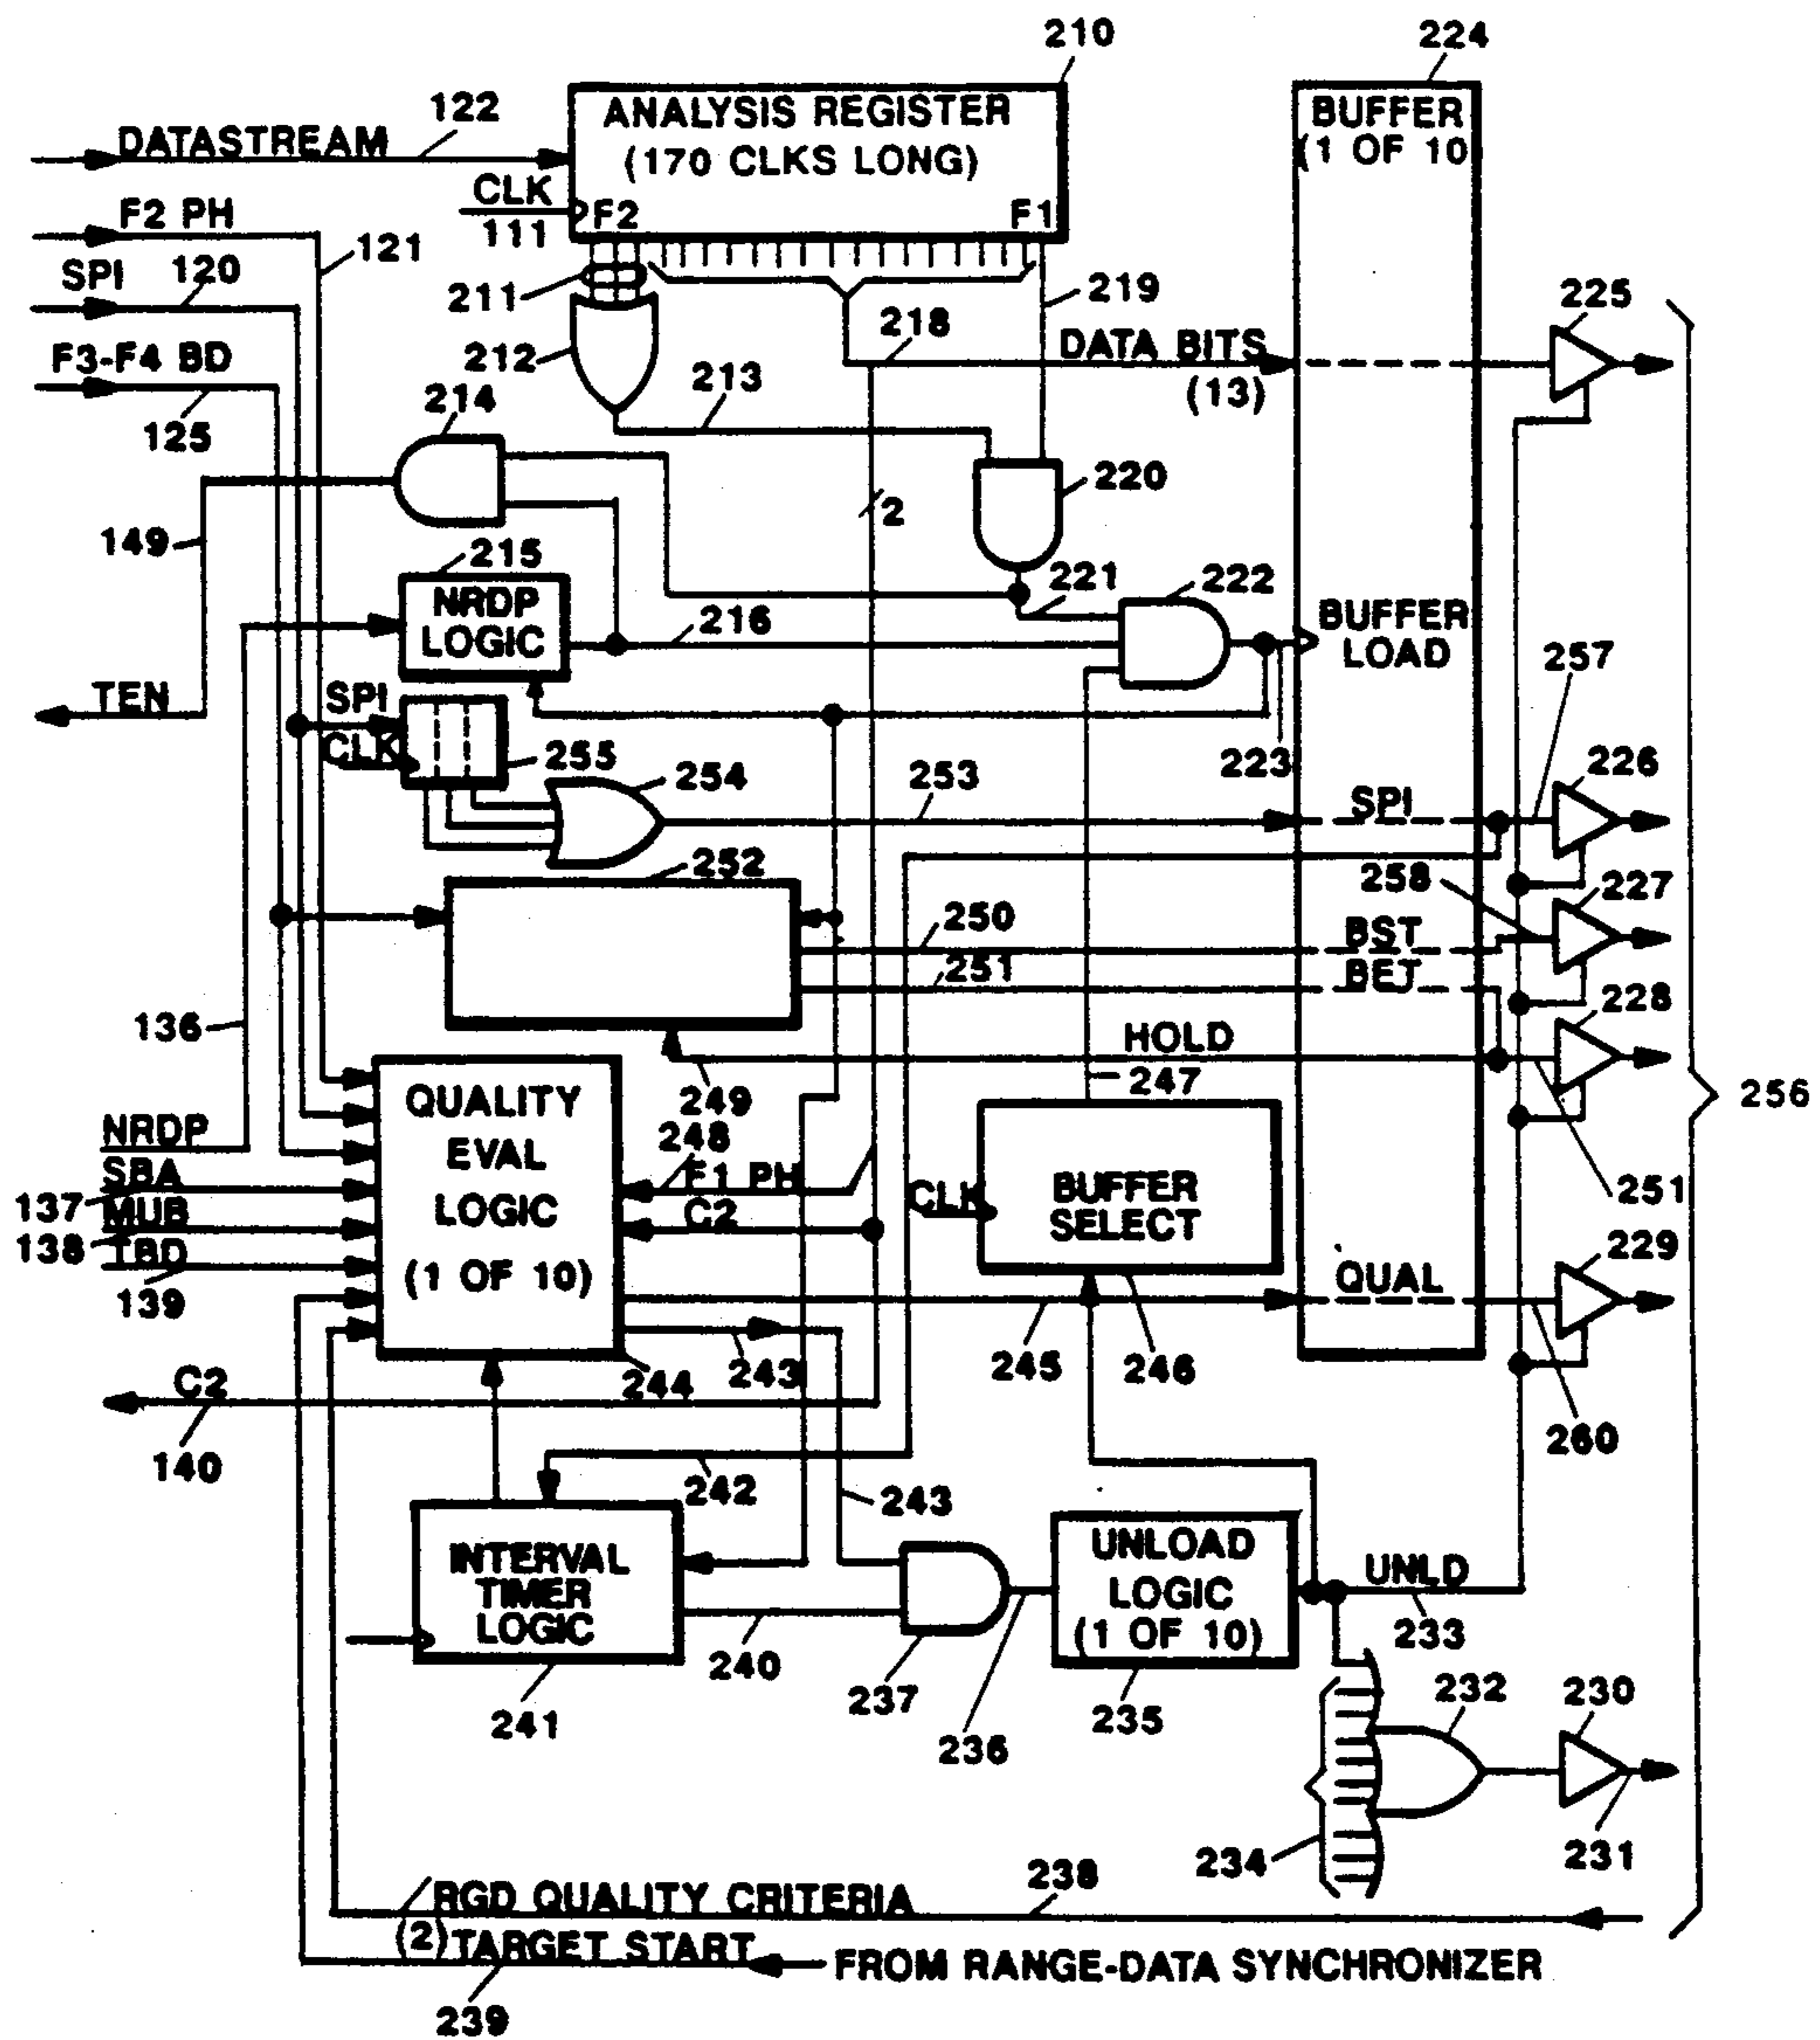 210
224
ANALYSIS REGISTER
(170 CLKS LONG)
BUFFER
(1 OF 10)
DATASTREAM
122
CLK
111
F2
F1
F2 PH
121
SPI
120
211
219
225
212
218
DATA BITS
(13)
F3-F4 BD
125
214
213
220
2
149
215
NRDP
LOGIC
216
221
222
BUFFER
LOAD
257
TEN
SPI
CLK
255
254
253
223
SPI
226
252
258
227
250
BST
251
BET
228
136
HOLD
247
249
256
QUALITY
EVAL
LOGIC
(1 OF 10)
248
F1 PH
C2
NRDP
SBA
137
MUB
138
TBD
139
CLK
BUFFER
SELECT
251
229
QUAL
245
246
243
244
C2
140
260
242
243
INTERVAL
TIMER
LOGIC
241
240
237
236
UNLOAD
LOGIC
(1 OF 10)
235
UNLD
233
232
230
234
231
RGD QUALITY CRITERIA
238
(2)
TARGET START
FROM RANGE-DATA SYNCHRONIZER
239